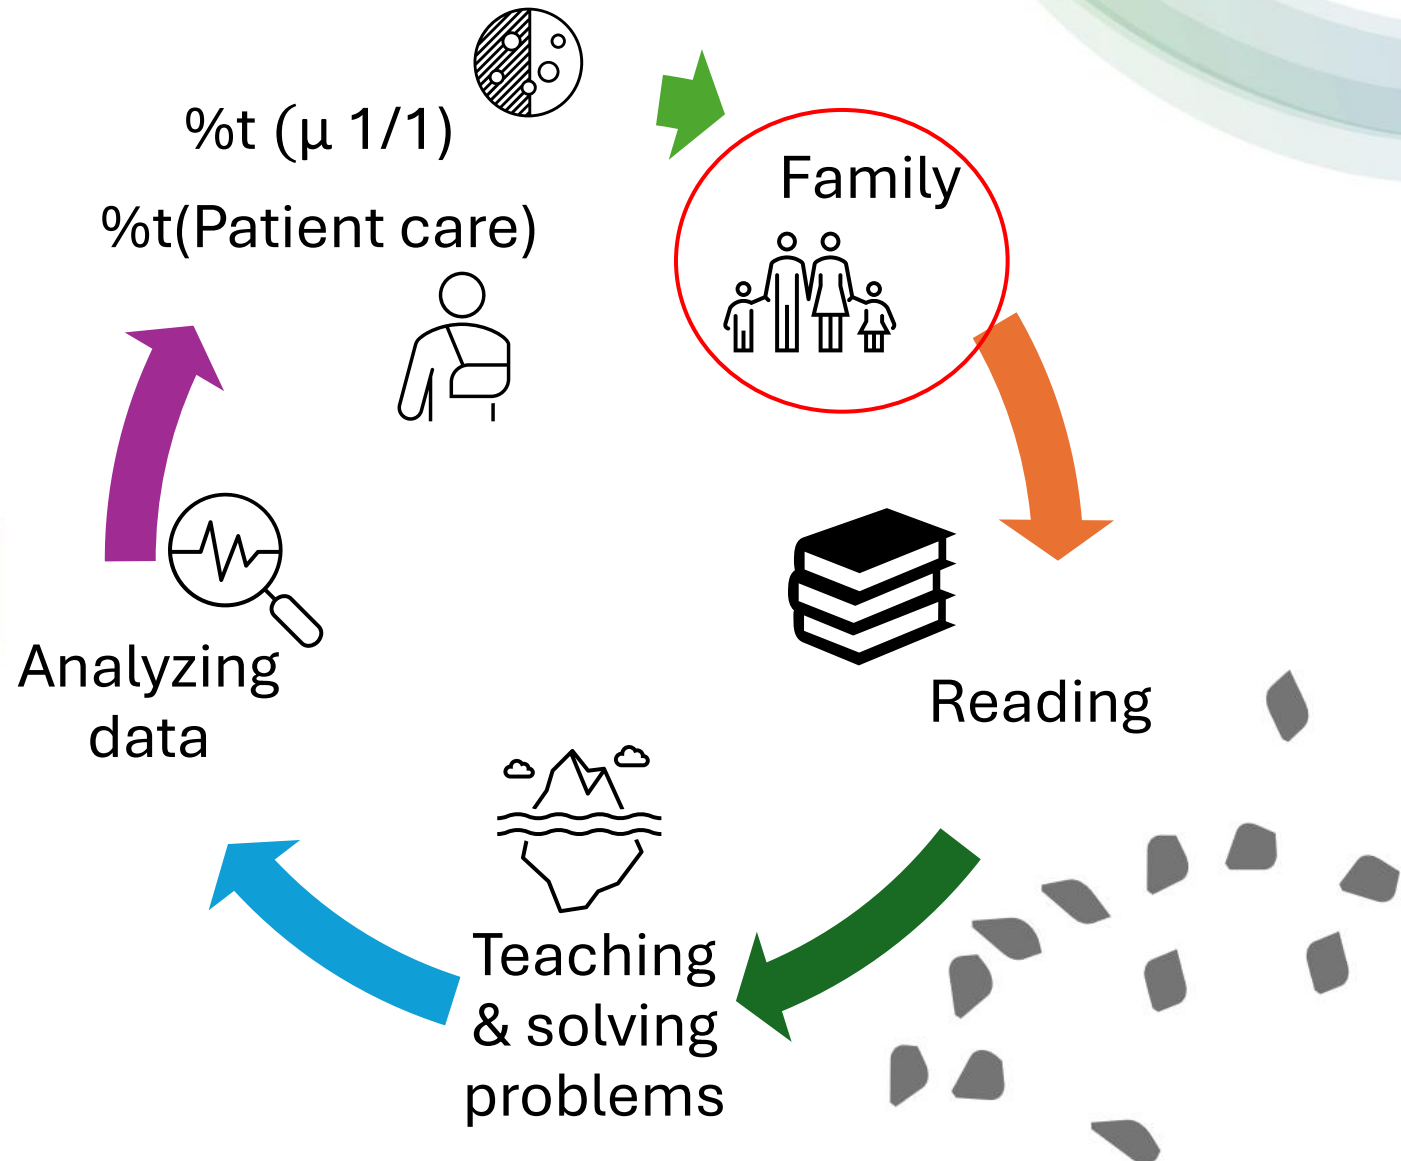 %t (μ 1/1)
%t(Patient care)
Family
Reading
Teaching
& solving
problems
Analyzing
data